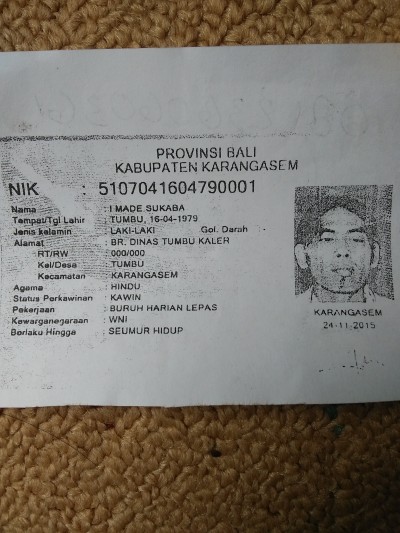 PROVINSI BALI
KABUPATEN KARANGASEM
NIK : 5107041604790001
Nama : I MADE SUKABA
Tempat/Tgl Lahir : TUMBU, 16-04-1979
Jenis kelamin : LAKI-LAKI Gol. Darah : -
Alamat : BR. DINAS TUMBU KALER
RT/RW : 000/000
Kel/Desa : TUMBU
Kecamatan : KARANGASEM
Agama : HINDU
Status Perkawinan : KAWIN
Pekerjaan : BURUH HARIAN LEPAS
Kewarganegaraan : WNI
Berlaku Hingga : SEUMUR HIDUP
KARANGASEM
24-11-2015